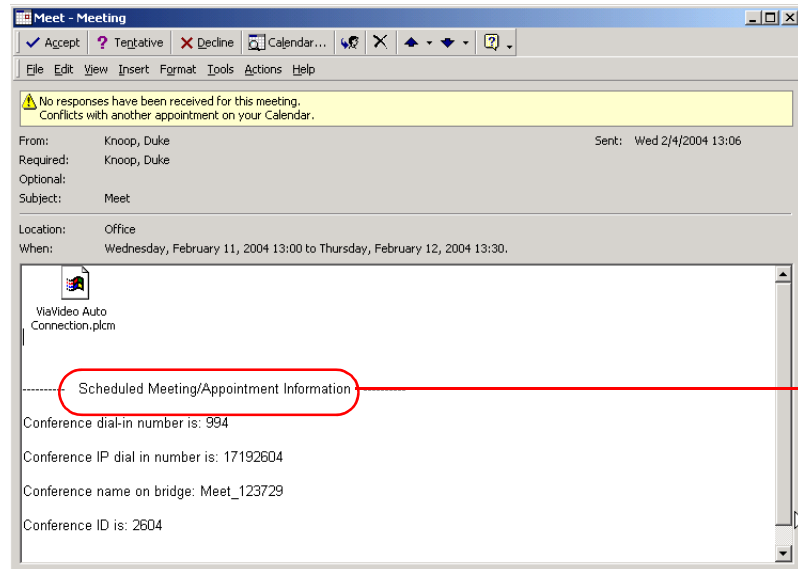 Meet - Meeting
Accept ? Tentative Decline Calendar...
File Edit View Insert Format Tools Actions Help
No responses have been received for this meeting.
Conflicts with another appointment on your Calendar.
From: Knoop, Duke Sent: Wed 2/4/2004 13:06
Required: Knoop, Duke
Optional:
Subject: Meet
Location: Office
When: Wednesday, February 11, 2004 13:00 to Thursday, February 12, 2004 13:30.
ViaVideo Auto
Connection.plcm
---------- Scheduled Meeting/Appointment Information ----------
Conference dial-in number is: 994
Conference IP dial in number is: 17192604
Conference name on bridge: Meet_123729
Conference ID is: 2604